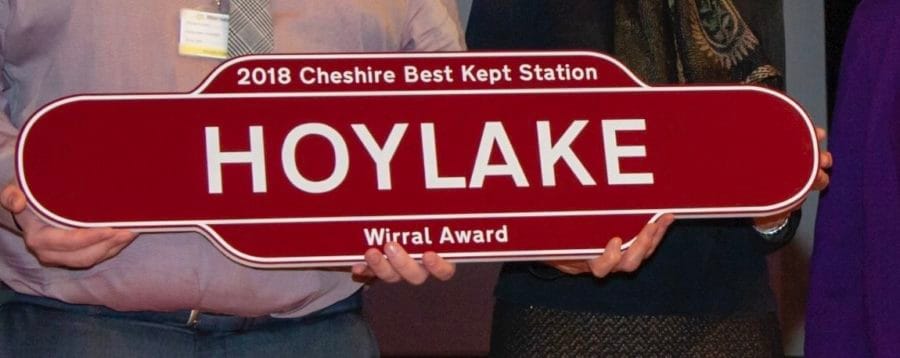 2018 Cheshire Best Kept Station
HOYLAKE
Wirral Award